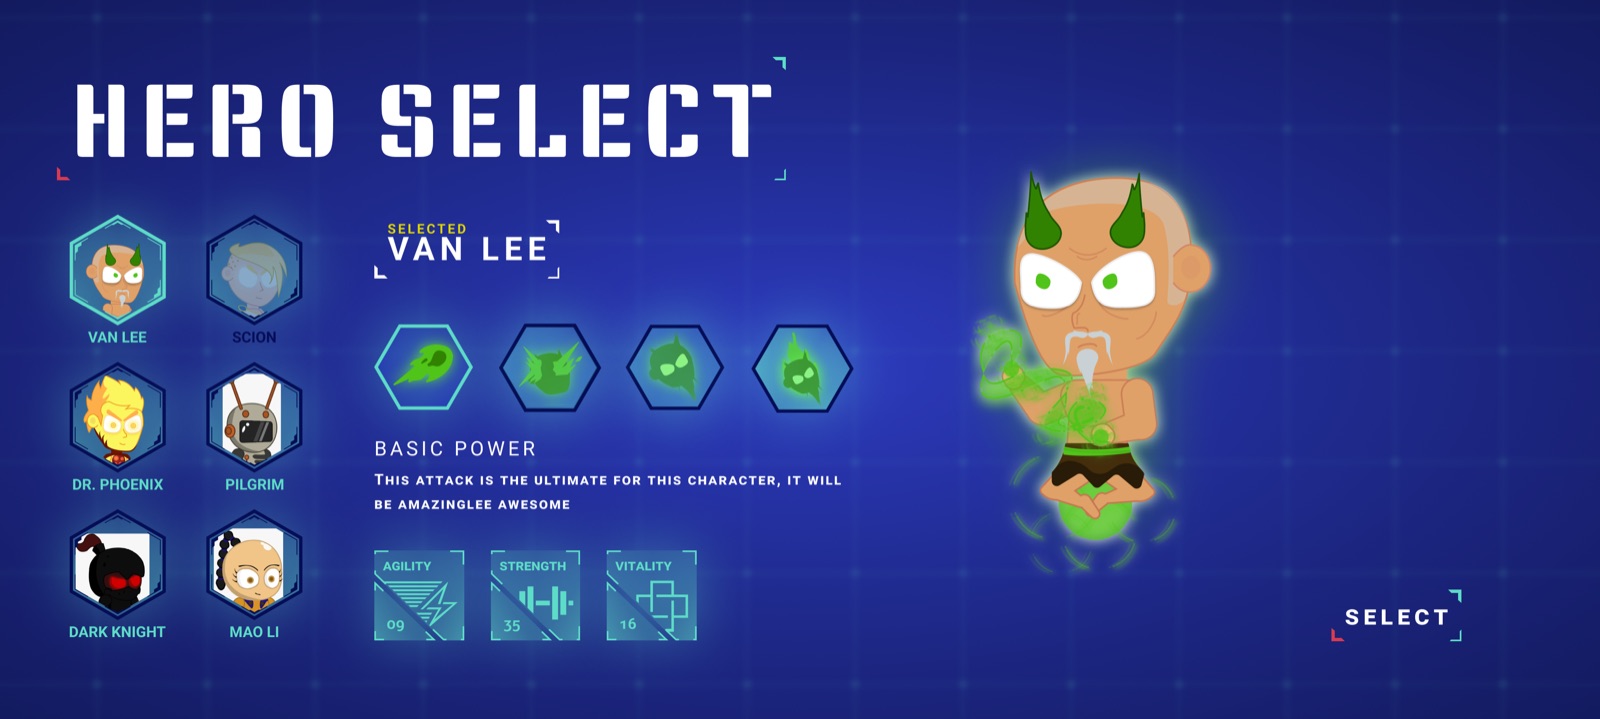 HERO SELECT
SELECTED
VAN LEE
VAN LEE
SCION
DR. PHOENIX
PILGRIM
DARK KNIGHT
MAO LI
BASIC POWER
THIS ATTACK IS THE ULTIMATE FOR THIS CHARACTER, IT WILL
BE AMAZINGLEE AWESOME
AGILITY
09
STRENGTH
35
VITALITY
16
SELECT